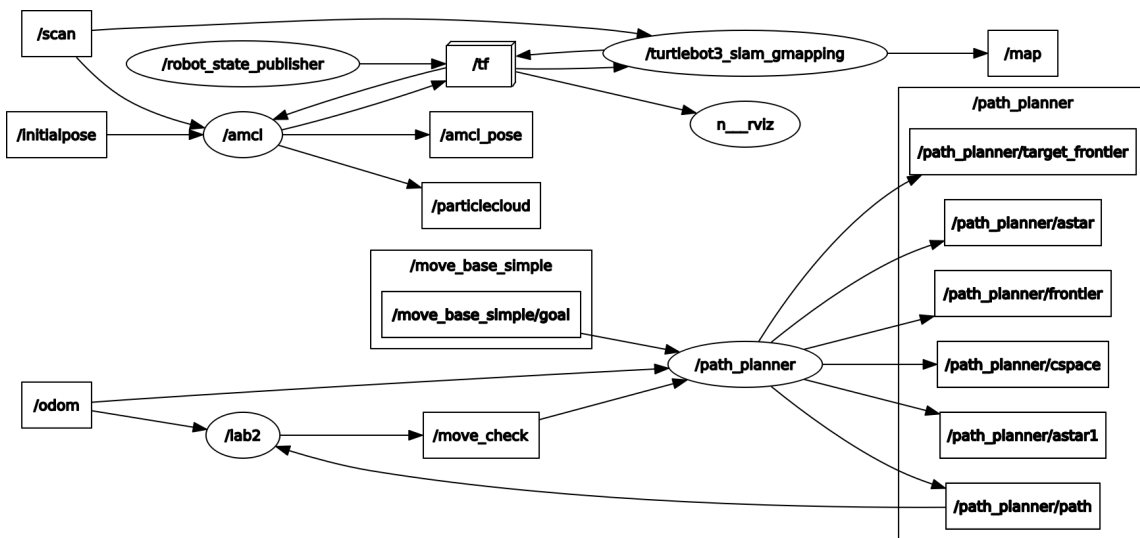 /scan
/robot_state_publisher
/tf
/turtlebot3_slam_gmapping
/map
/initialpose
/amcl
/amcl_pose
n___rviz
/particlecloud
/path_planner
/path_planner/target_frontier
/path_planner/astar
/path_planner/frontier
/path_planner/cspace
/path_planner/astar1
/path_planner/path
/move_base_simple
/move_base_simple/goal
/path_planner
/odom
/lab2
/move_check